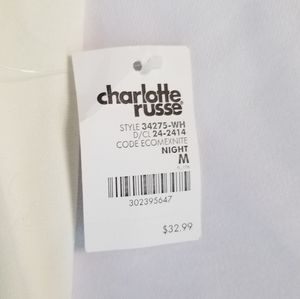 charlotte
russe
STYLE 34275-WH
D/CL 24-2414
CODE ECOMEXNITE
NIGHT
M
302395647
$32.99